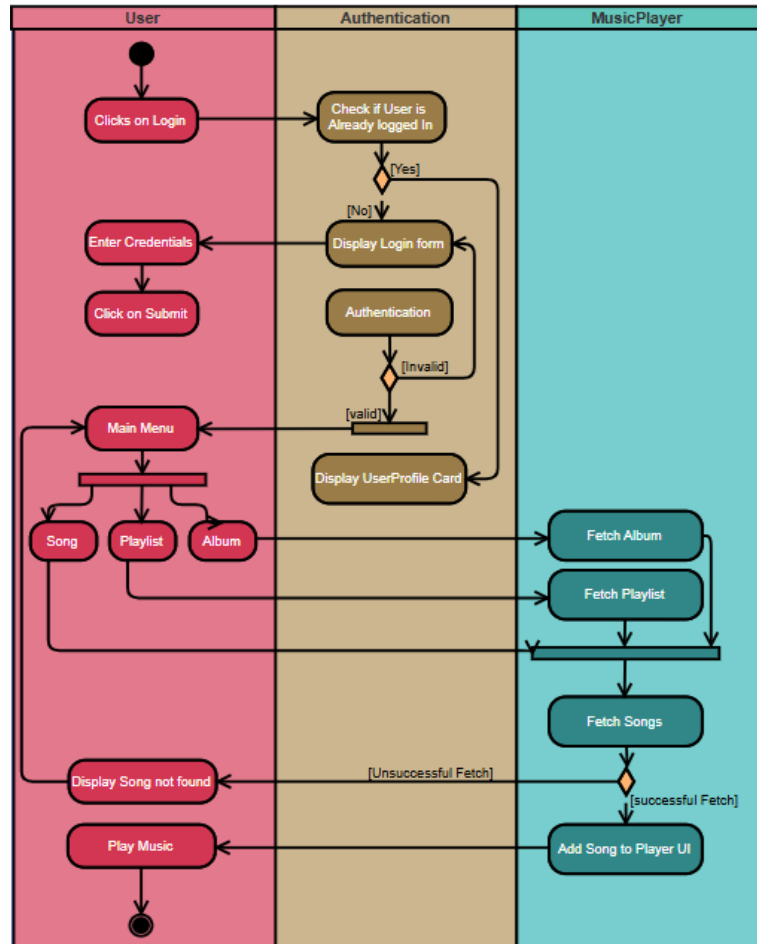 User
Authentication
MusicPlayer
Clicks on Login
Check if User is
Already logged In
[Yes]
[No]
Enter Credentials
Display Login form
Click on Submit
Authentication
[Invalid]
[valid]
Main Menu
Display UserProfile Card
Song
Playlist
Album
Fetch Album
Fetch Playlist
Fetch Songs
[Unsuccessful Fetch]
Display Song not found
[successful Fetch]
Play Music
Add Song to Player UI